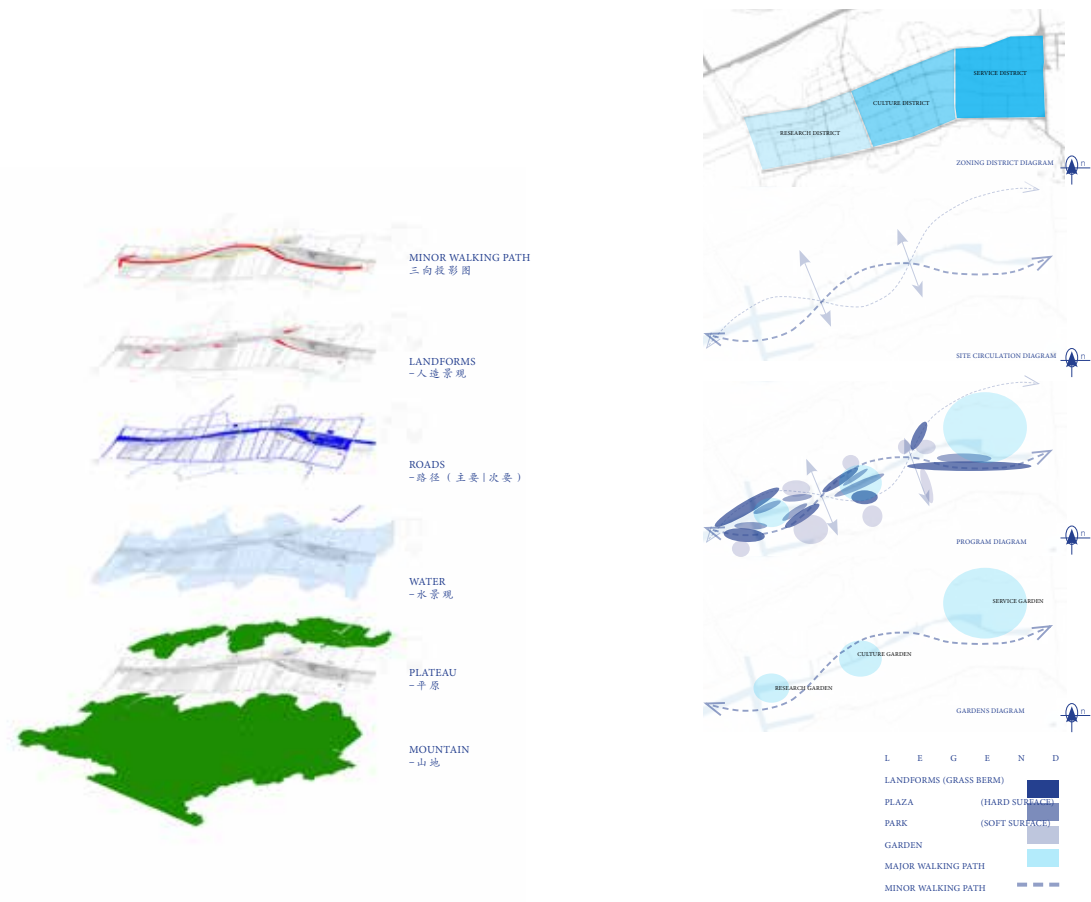 MINOR WALKING PATH
三向投影图
LANDFORMS
–人造景观
ROADS
–路径 ( 主要|次要 )
WATER
–水景观
PLATEAU
–平原
MOUNTAIN
–山地
SERVICE DISTRICT
CULTURE DISTRICT
RESEARCH DISTRICT
ZONING DISTRICT DIAGRAM
n
SITE CIRCULATION DIAGRAM
n
PROGRAM DIAGRAM
n
SERVICE GARDEN
CULTURE GARDEN
RESEARCH GARDEN
GARDENS DIAGRAM
n
L E G E N D
LANDFORMS (GRASS BERM)
PLAZA (HARD SURFACE)
PARK (SOFT SURFACE)
GARDEN
MAJOR WALKING PATH
MINOR WALKING PATH